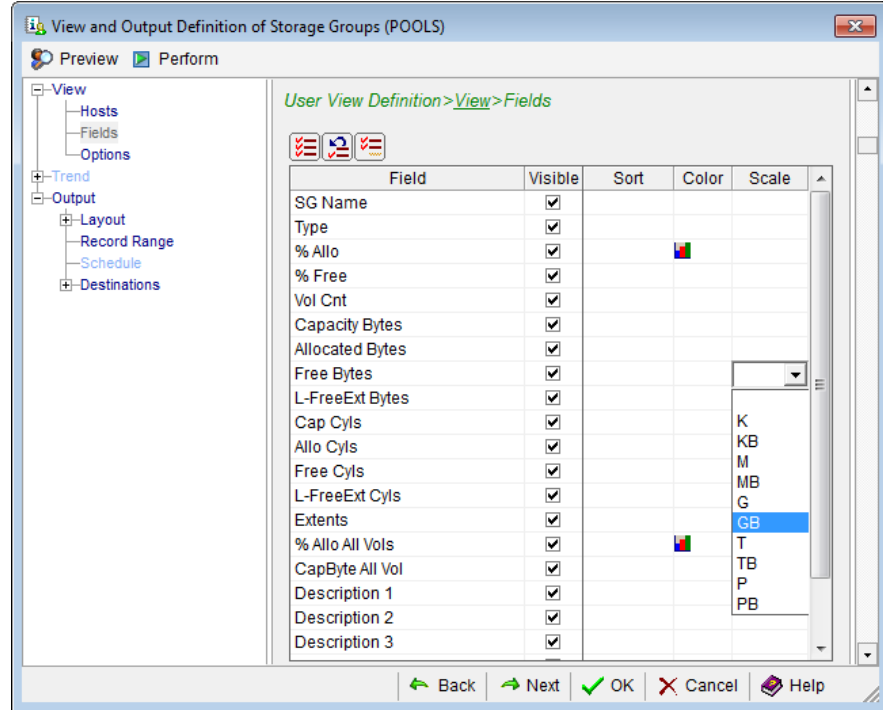 View and Output Definition of Storage Groups (POOLS)
Preview Perform
View
Hosts
Fields
Options
Trend
Output
Layout
Record Range
Schedule
Destinations
User View Definition>View>Fields
Field Visible Sort Color Scale
SG Name
Type
% Allo
% Free
Vol Cnt
Capacity Bytes
Allocated Bytes
Free Bytes
L-FreeExt Bytes
Cap Cyls
Allo Cyls
Free Cyls
L-FreeExt Cyls
Extents
% Allo All Vols
CapByte All Vol
Description 1
Description 2
Description 3
K
KB
M
MB
G
GB
T
TB
P
PB
Back Next OK Cancel Help